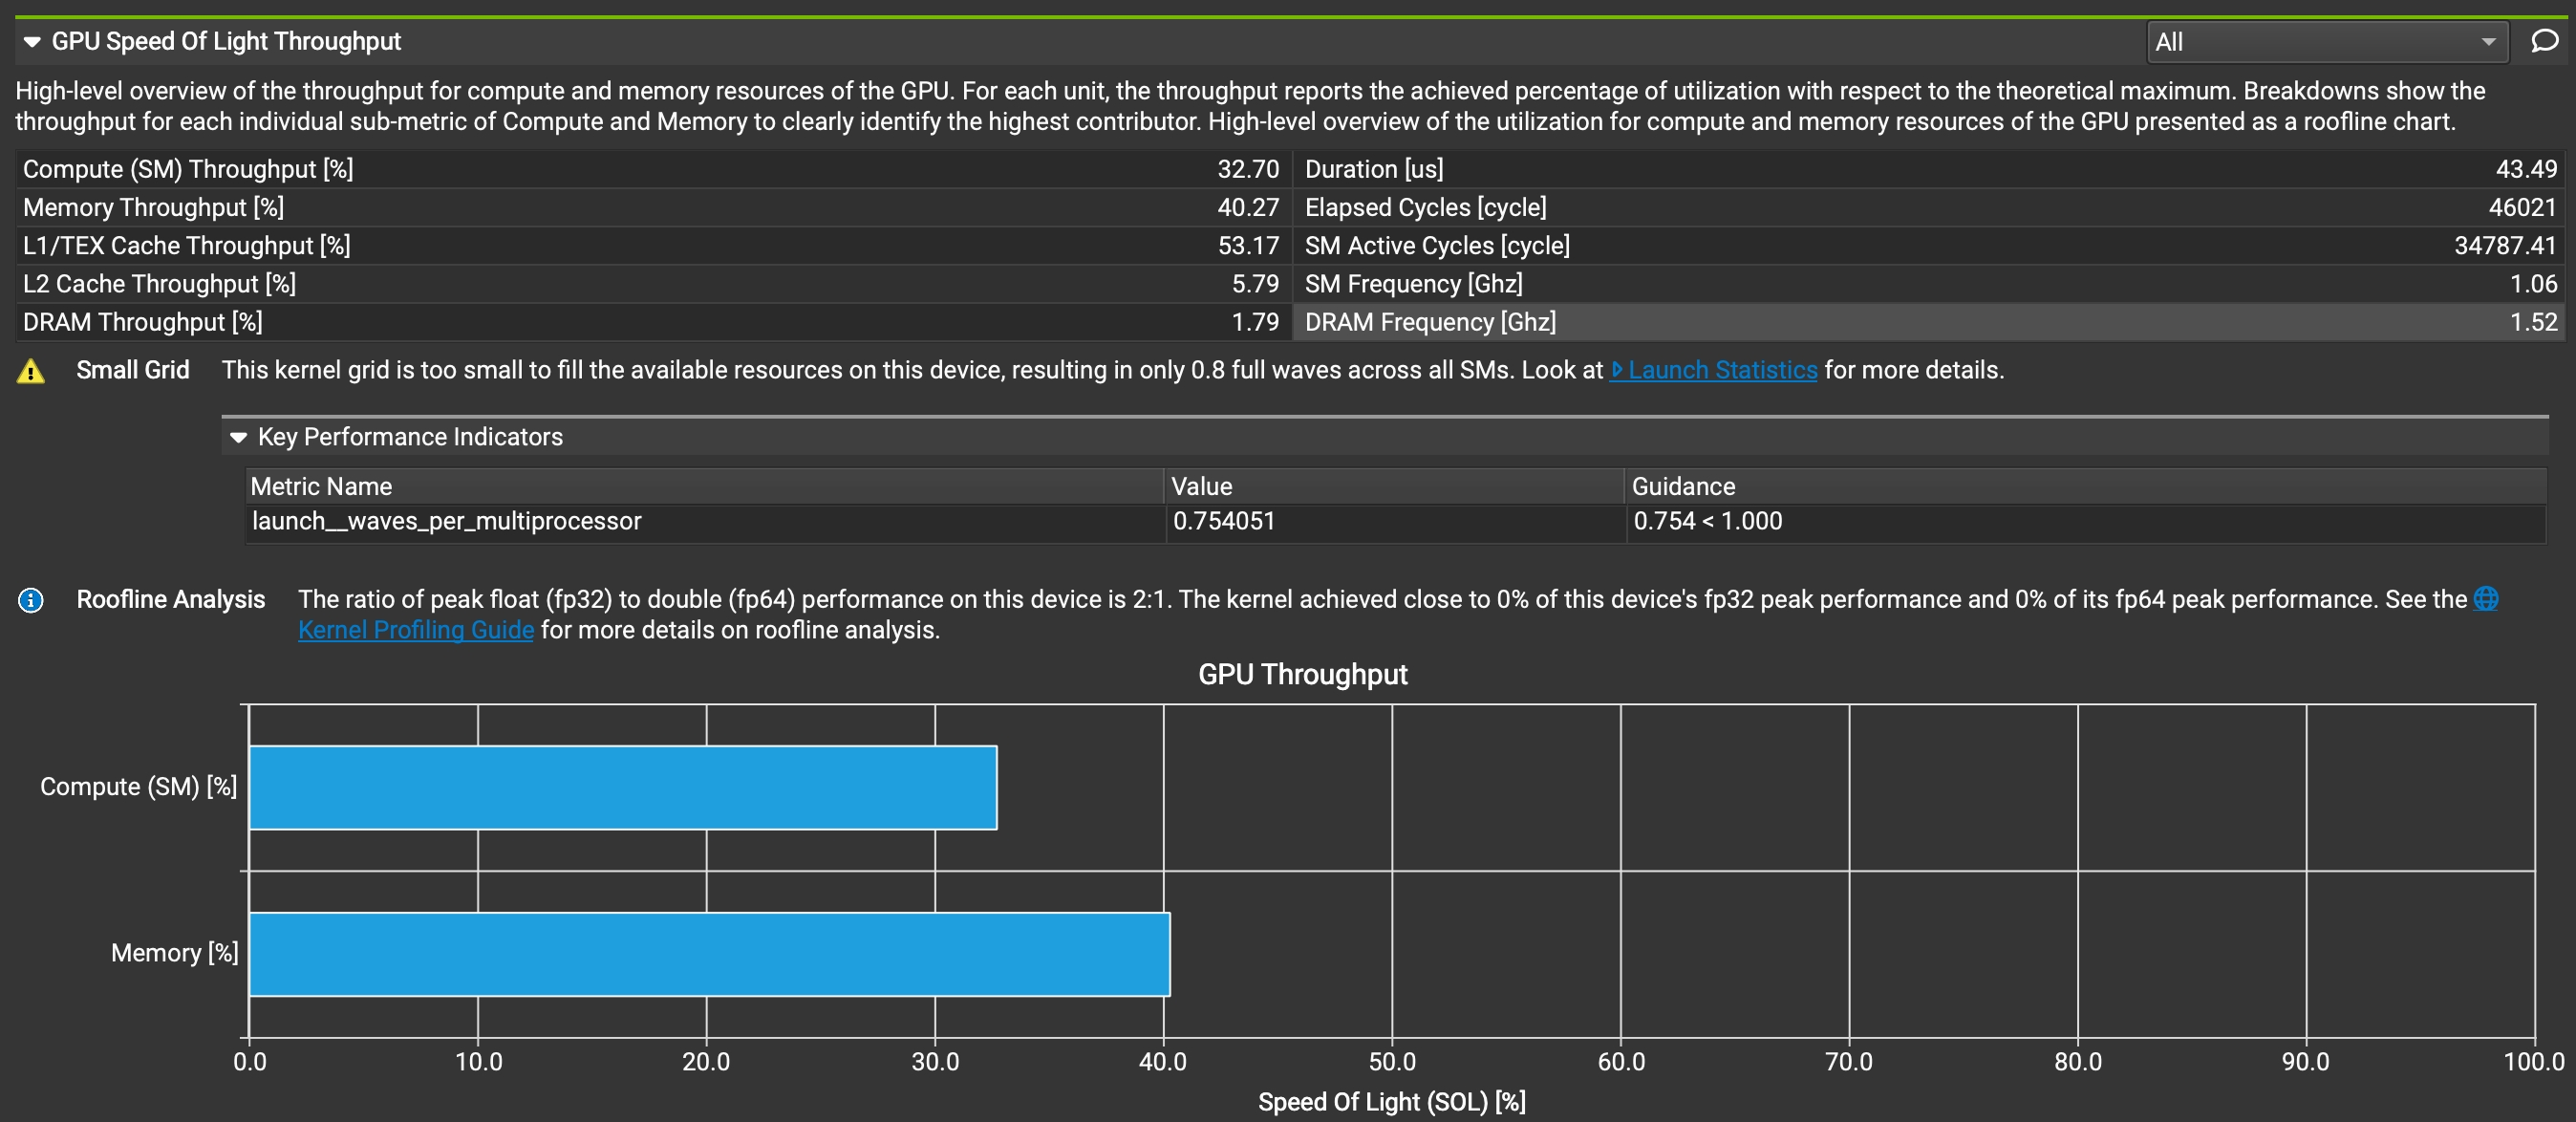 GPU Speed Of Light Throughput
All
High-level overview of the throughput for compute and memory resources of the GPU. For each unit, the throughput reports the achieved percentage of utilization with respect to the theoretical maximum. Breakdowns show the
throughput for each individual sub-metric of Compute and Memory to clearly identify the highest contributor. High-level overview of the utilization for compute and memory resources of the GPU presented as a roofline chart.
Compute (SM) Throughput [%] 32.70 Duration [us] 43.49
Memory Throughput [%] 40.27 Elapsed Cycles [cycle] 46021
L1/TEX Cache Throughput [%] 53.17 SM Active Cycles [cycle] 34787.41
L2 Cache Throughput [%] 5.79 SM Frequency [Ghz] 1.06
DRAM Throughput [%] 1.79 DRAM Frequency [Ghz] 1.52
Small Grid This kernel grid is too small to fill the available resources on this device, resulting in only 0.8 full waves across all SMs. Look at Launch Statistics for more details.
Key Performance Indicators
Metric Name Value Guidance
launch__waves_per_multiprocessor 0.754051 0.754 < 1.000
Roofline Analysis The ratio of peak float (fp32) to double (fp64) performance on this device is 2:1. The kernel achieved close to 0% of this device's fp32 peak performance and 0% of its fp64 peak performance. See the
Kernel Profiling Guide for more details on roofline analysis.
GPU Throughput
Compute (SM) [%]
Memory [%]
0.0 10.0 20.0 30.0 40.0 50.0 60.0 70.0 80.0 90.0 100.0
Speed Of Light (SOL) [%]